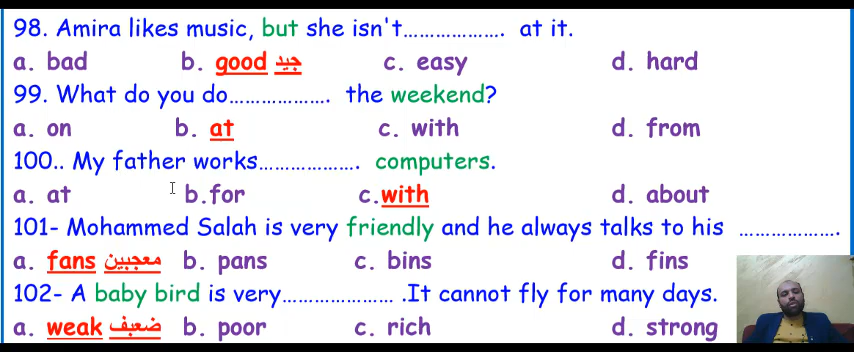 98. Amira likes music, but she isn't.................... at it.
a. bad b. good جيد c. easy d. hard
99. What do you do.................... the weekend?
a. on b. at c. with d. from
100.. My father works.................... computers.
a. at b.for c.with d. about
101- Mohammed Salah is very friendly and he always talks to his ....................
a. fans معجبين b. pans c. bins d. fins
102- A baby bird is very..................... .It cannot fly for many days.
a. weak ضعيف b. poor c. rich d. strong